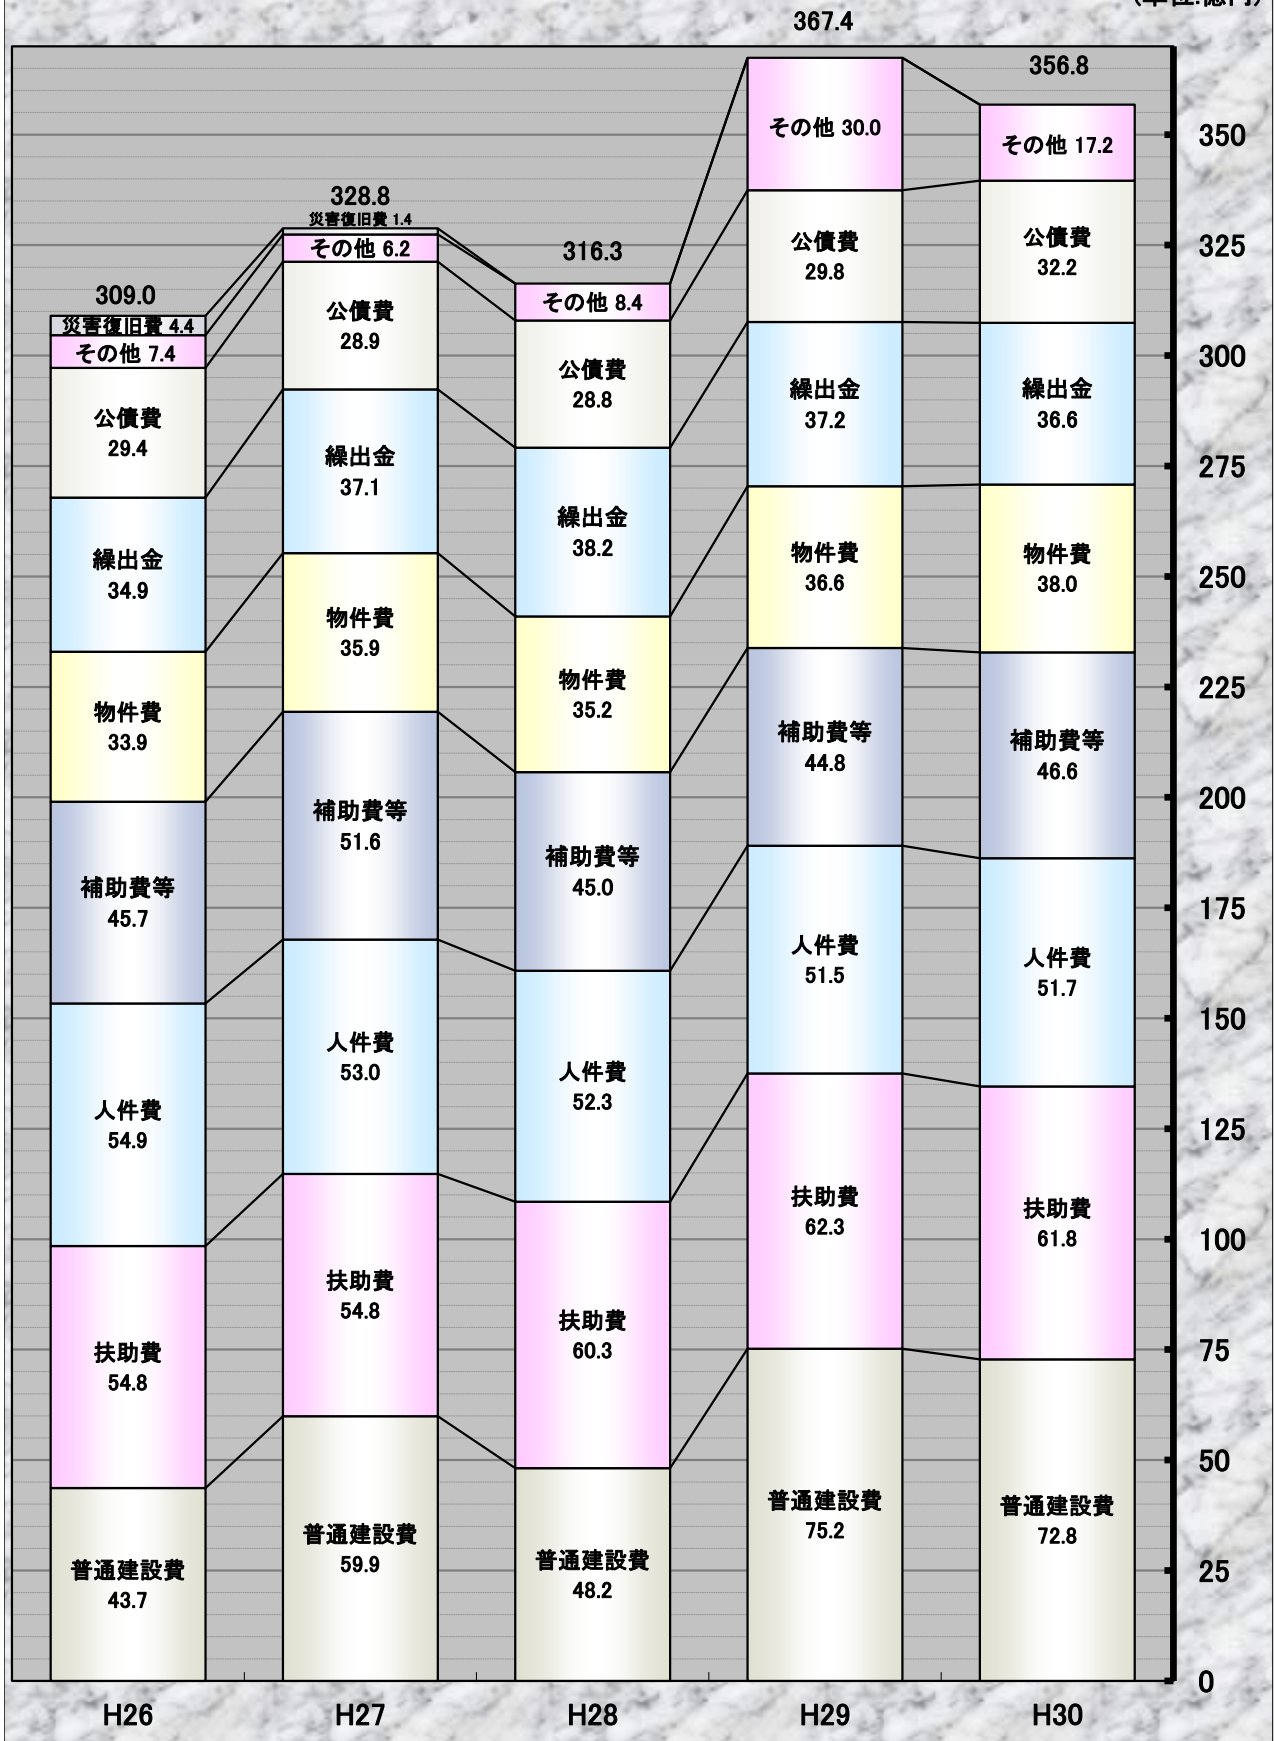 (単位:億円)
367.4
356.8
その他 30.0
その他 17.2
350
328.8
災害復旧費 1.4
その他 6.2
316.3
公債費
29.8
公債費
32.2
325
309.0
災害復旧費 4.4
その他 7.4
公債費
28.9
その他 8.4
公債費
28.8
300
公債費
29.4
繰出金
37.1
繰出金
38.2
繰出金
37.2
繰出金
36.6
275
繰出金
34.9
物件費
35.9
物件費
35.2
物件費
36.6
物件費
38.0
250
物件費
33.9
補助費等
51.6
補助費等
45.0
補助費等
44.8
補助費等
46.6
225
200
補助費等
45.7
人件費
53.0
人件費
52.3
人件費
51.5
人件費
51.7
175
150
人件費
54.9
扶助費
54.8
扶助費
60.3
扶助費
62.3
扶助費
61.8
125
100
扶助費
54.8
75
普通建設費
43.7
普通建設費
59.9
普通建設費
48.2
普通建設費
75.2
普通建設費
72.8
50
25
0
H26
H27
H28
H29
H30